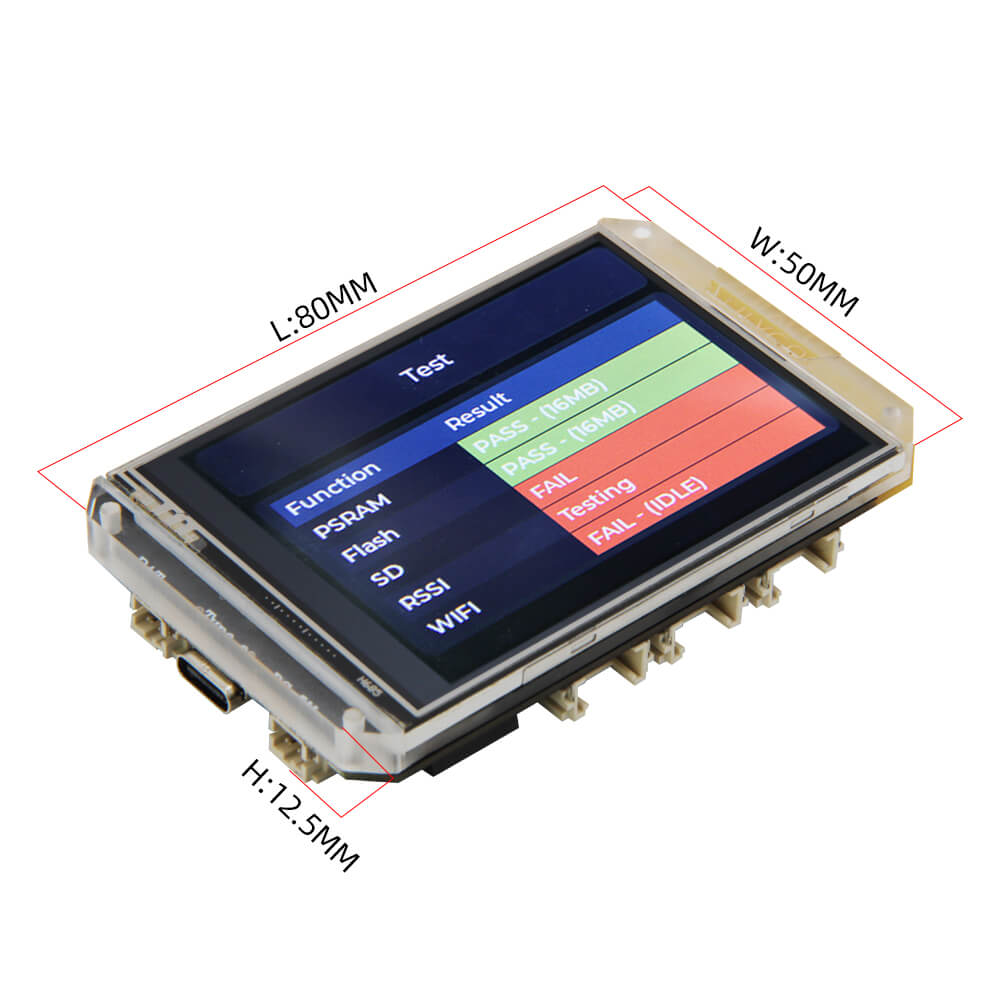 L:80MM
W:50MM
Test
Function Result
PSRAM PASS - (16MB)
Flash PASS - (16MB)
SD FAIL
RSSI Testing
WIFI FAIL - (IDLE)
H685
H:12.5MM